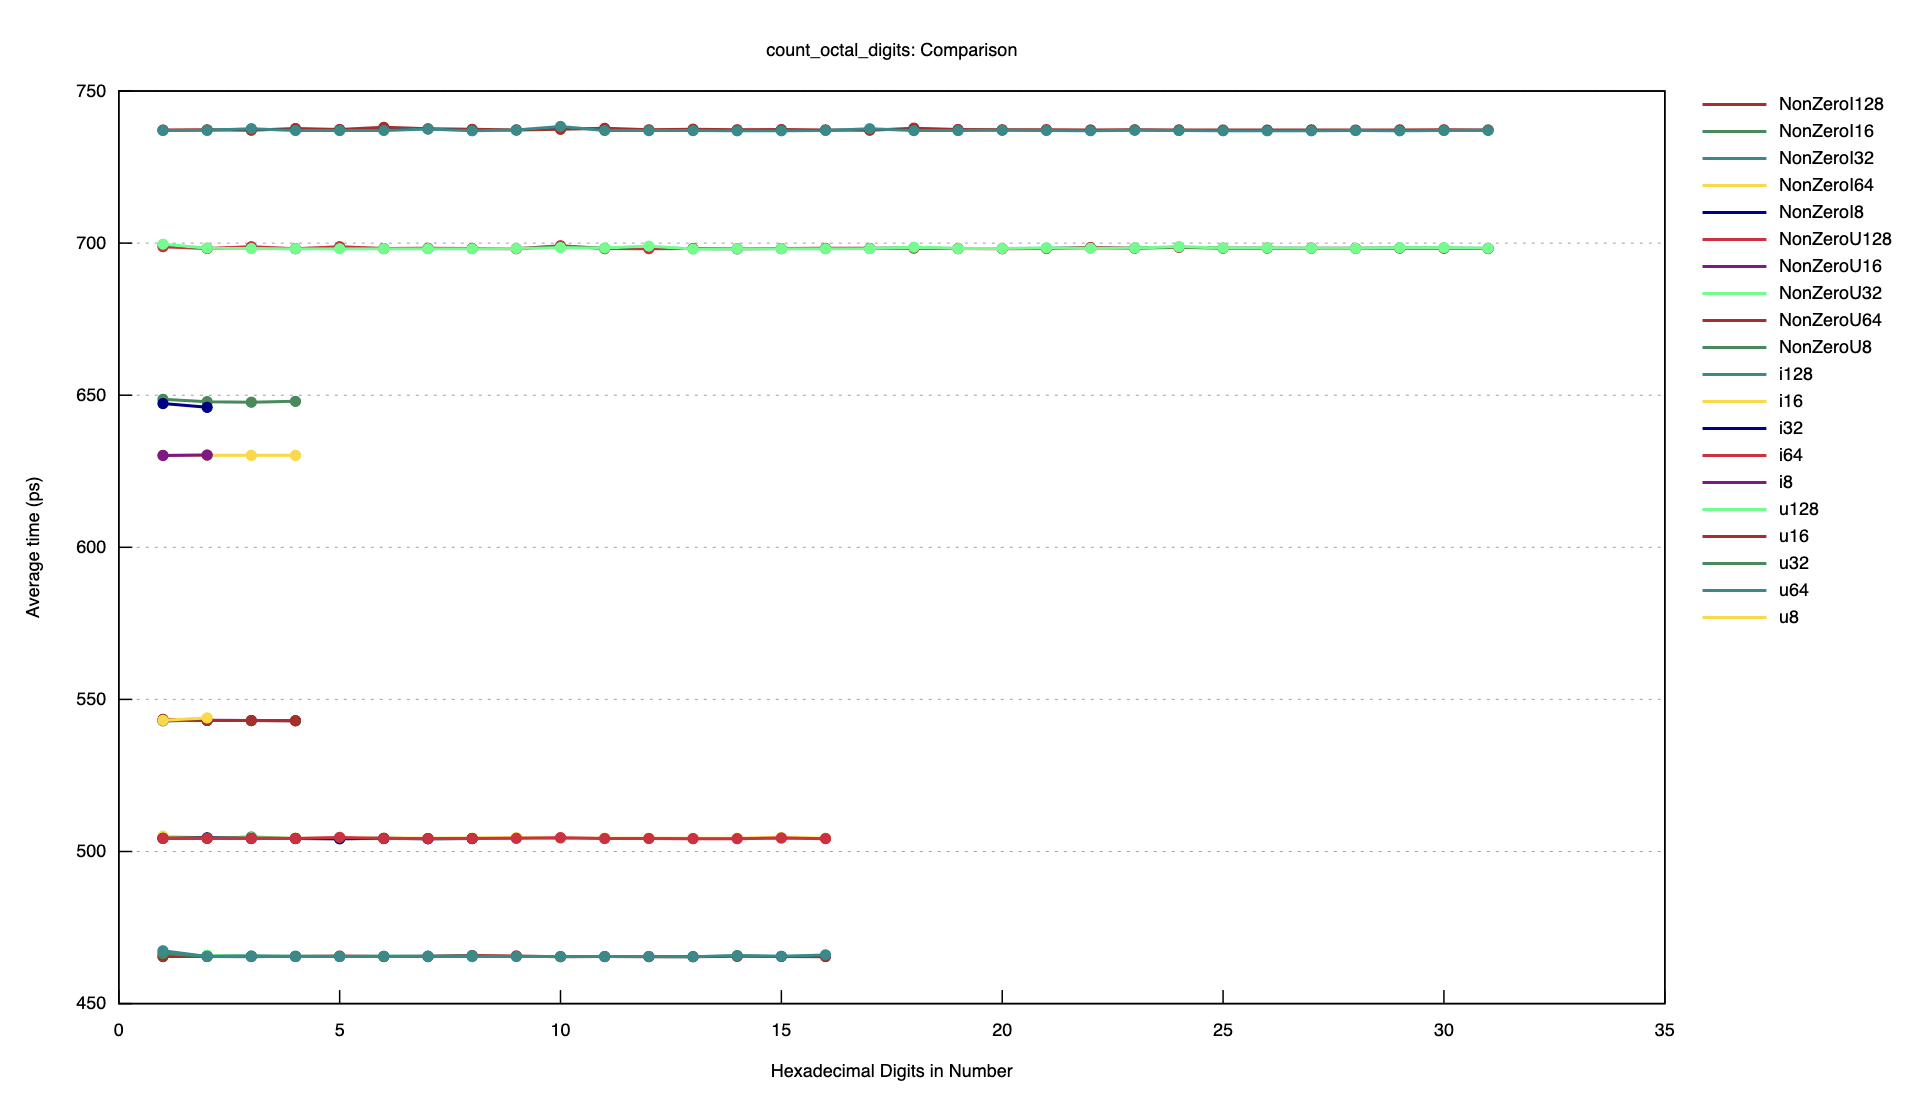 count_octal_digits: Comparison
750
700
650
600
550
500
450
Average time (ps)
0 5 10 15 20 25 30 35
Hexadecimal Digits in Number
NonZeroI128
NonZeroI16
NonZeroI32
NonZeroI64
NonZeroI8
NonZeroU128
NonZeroU16
NonZeroU32
NonZeroU64
NonZeroU8
i128
i16
i32
i64
i8
u128
u16
u32
u64
u8